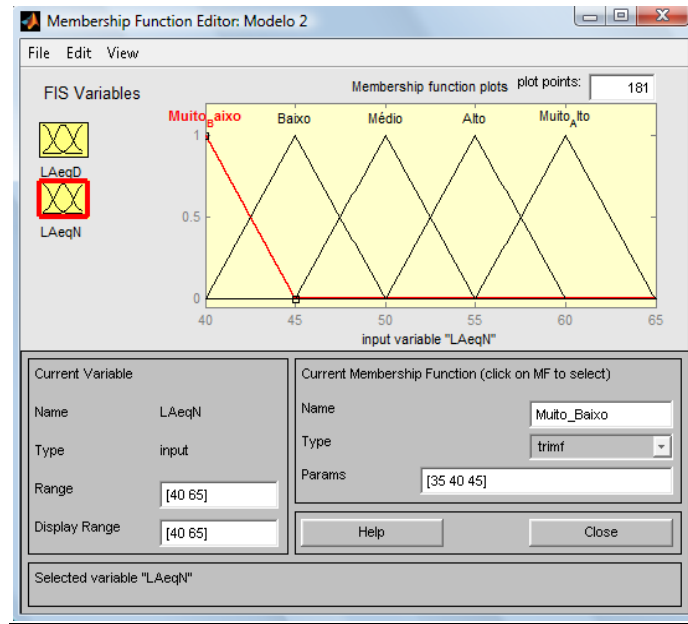 Membership Function Editor: Modelo 2
File Edit View
FIS Variables
Membership function plots plot points: 181
LAeqD
LAeqN
Muito_Baixo Baixo Médio Alto Muito_Alto
1
0.5
0
40 45 50 55 60 65
input variable "LAeqN"
Current Variable
Name LAeqN
Type input
Range [40 65]
Display Range [40 65]
Current Membership Function (click on MF to select)
Name Muito_Baixo
Type trimf
Params [35 40 45]
Help Close
Selected variable "LAeqN"